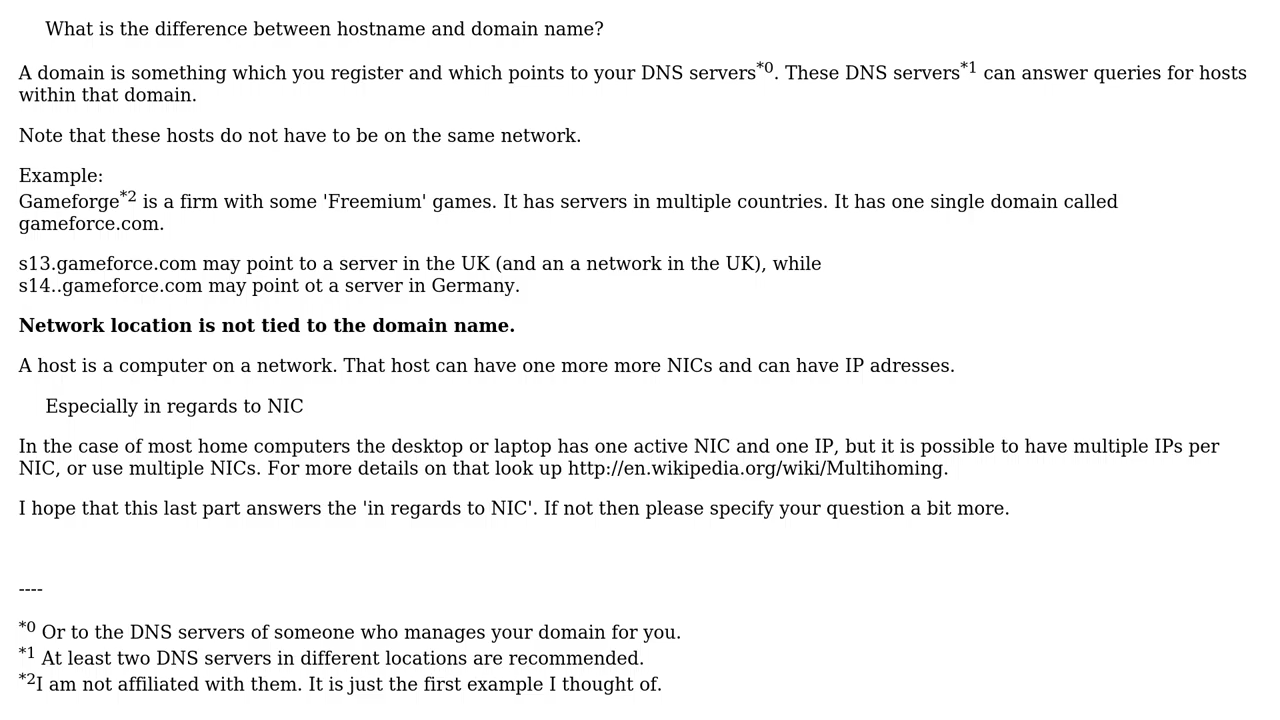 What is the difference between hostname and domain name?
A domain is something which you register and which points to your DNS servers*0. These DNS servers*1 can answer queries for hosts
within that domain.
Note that these hosts do not have to be on the same network.
Example:
Gameforge*2 is a firm with some 'Freemium' games. It has servers in multiple countries. It has one single domain called
gameforce.com.
s13.gameforce.com may point to a server in the UK (and an a network in the UK), while
s14..gameforce.com may point ot a server in Germany.
Network location is not tied to the domain name.
A host is a computer on a network. That host can have one more more NICs and can have IP adresses.
Especially in regards to NIC
In the case of most home computers the desktop or laptop has one active NIC and one IP, but it is possible to have multiple IPs per
NIC, or use multiple NICs. For more details on that look up http://en.wikipedia.org/wiki/Multihoming.
I hope that this last part answers the 'in regards to NIC'. If not then please specify your question a bit more.
----
*0 Or to the DNS servers of someone who manages your domain for you.
*1 At least two DNS servers in different locations are recommended.
*2I am not affiliated with them. It is just the first example I thought of.